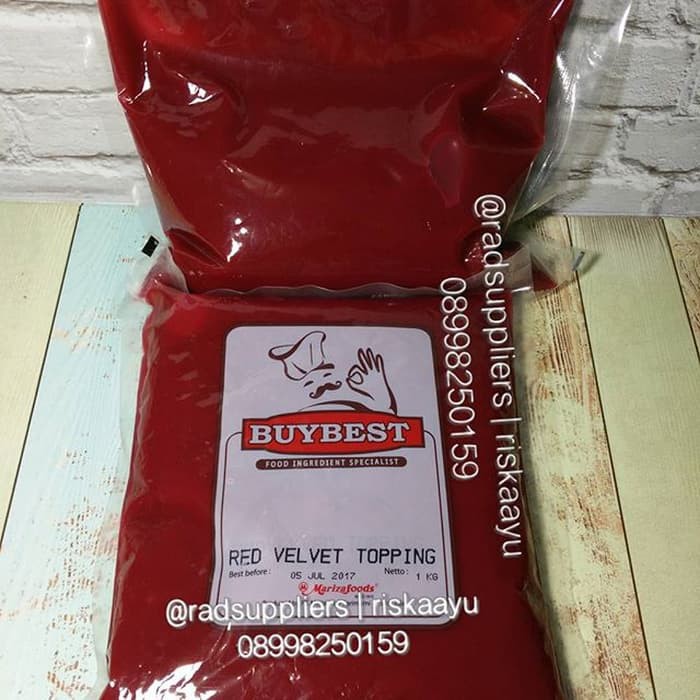 BUYBEST
FOOD INGREDIENT SPECIALIST
RED VELVET TOPPING
Best before : 05 JUL 2017 Netto : 1 KG
Marizafoods
@radsuppliers | riskaayu
08998250159
@radsuppliers | riskaayu
08998250159